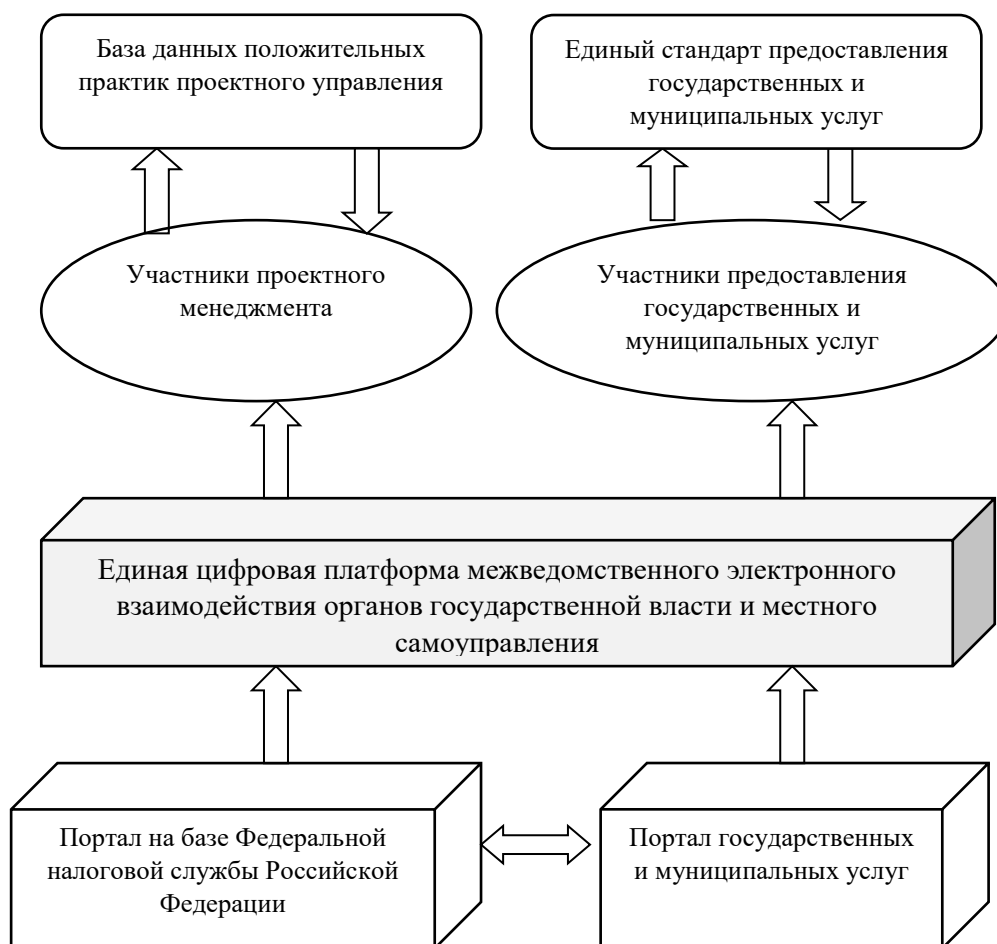 База данных положительных
практик проектного управления
Единый стандарт предоставления
государственных и
муниципальных услуг
Участники проектного
менеджмента
Участники предоставления
государственных и
муниципальных услуг
Единая цифровая платформа межведомственного электронного
взаимодействия органов государственной власти и местного
самоуправления
Портал на базе Федеральной
налоговой службы Российской
Федерации
Портал государственных
и муниципальных услуг